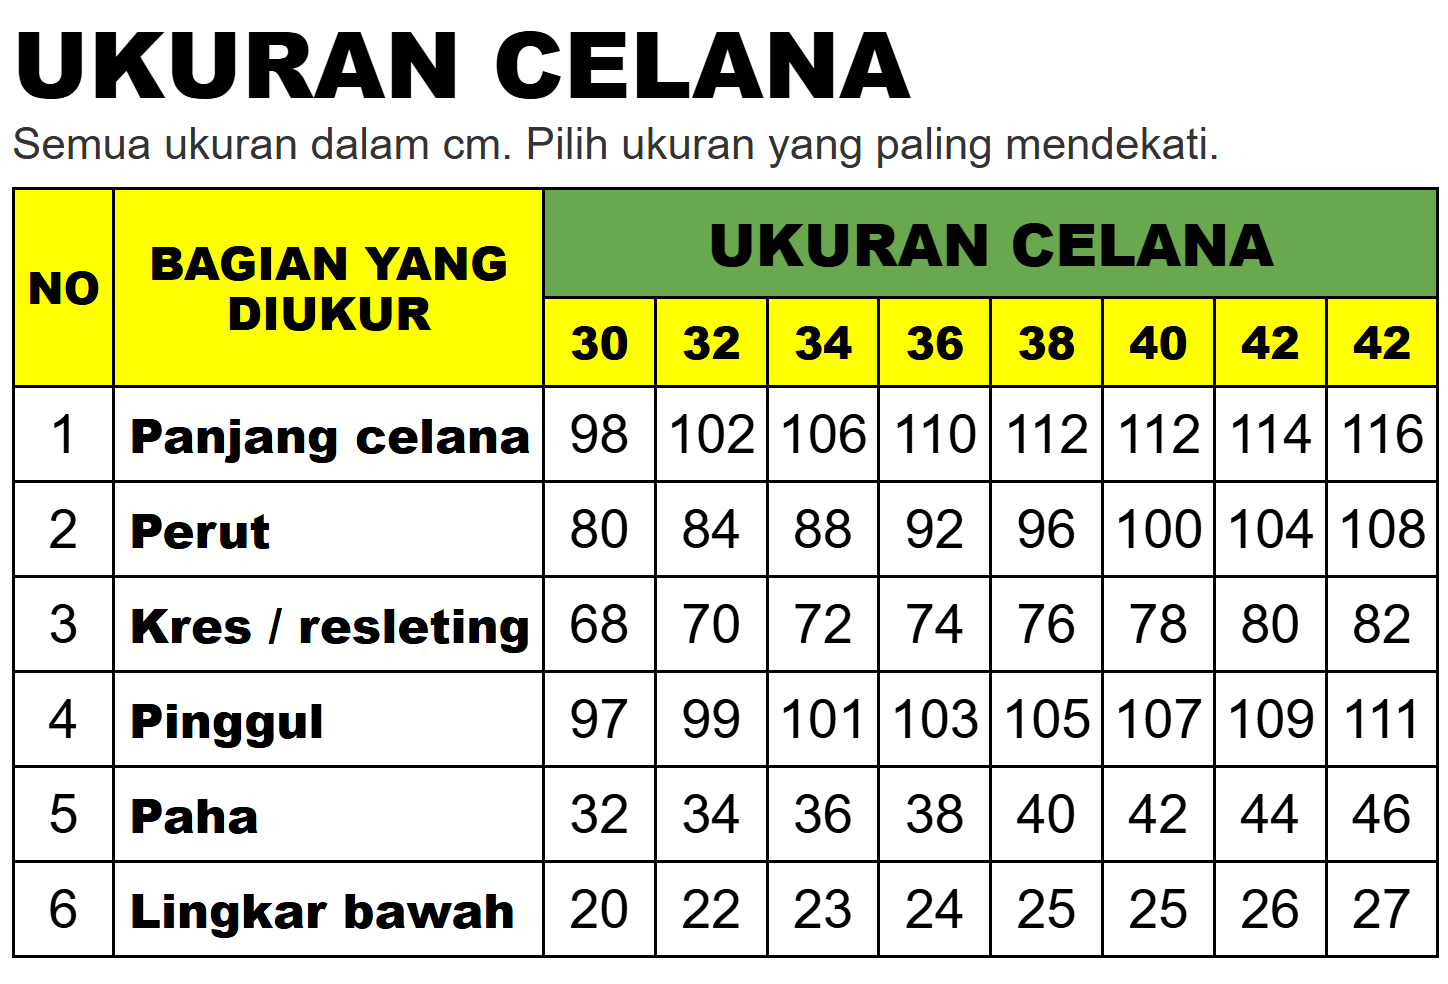 UKURAN CELANA
Semua ukuran dalam cm. Pilih ukuran yang paling mendekati.
NO BAGIAN YANG DIUKUR UKURAN CELANA
30 32 34 36 38 40 42 42
1 Panjang celana 98 102 106 110 112 112 114 116
2 Perut 80 84 88 92 96 100 104 108
3 Kres / resleting 68 70 72 74 76 78 80 82
4 Pinggul 97 99 101 103 105 107 109 111
5 Paha 32 34 36 38 40 42 44 46
6 Lingkar bawah 20 22 23 24 25 25 26 27